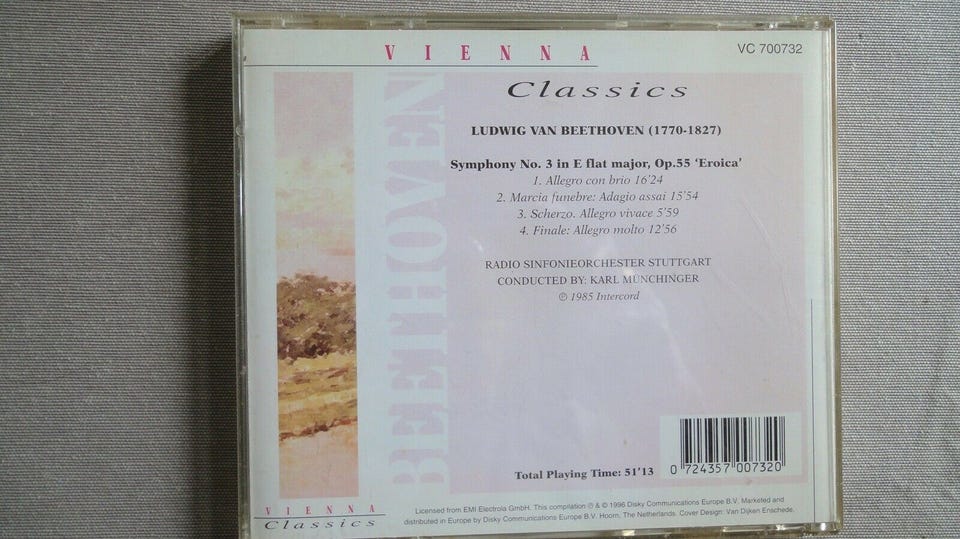 VIENNA
VC 700732
Classics
BEETHOVEN
LUDWIG VAN BEETHOVEN (1770-1827)
Symphony No. 3 in E flat major, Op.55 ‘Eroica’
1. Allegro con brio 16’24
2. Marcia funebre: Adagio assai 15’54
3. Scherzo. Allegro vivace 5’59
4. Finale: Allegro molto 12’56
RADIO SINFONIEORCHESTER STUTTGART
CONDUCTED BY: KARL MUNCHINGER
℗ 1985 Intercord
Total Playing Time: 51’13
0 724357 007320
VIENNA
Classics
Licensed from EMI Electrola GmbH. This compilation ℗ & © 1996 Disky Communications Europe B.V. Marketed and
distributed in Europe by Disky Communications Europe B.V. Hoorn, The Netherlands. Cover Design: Van Dijken Enschede.